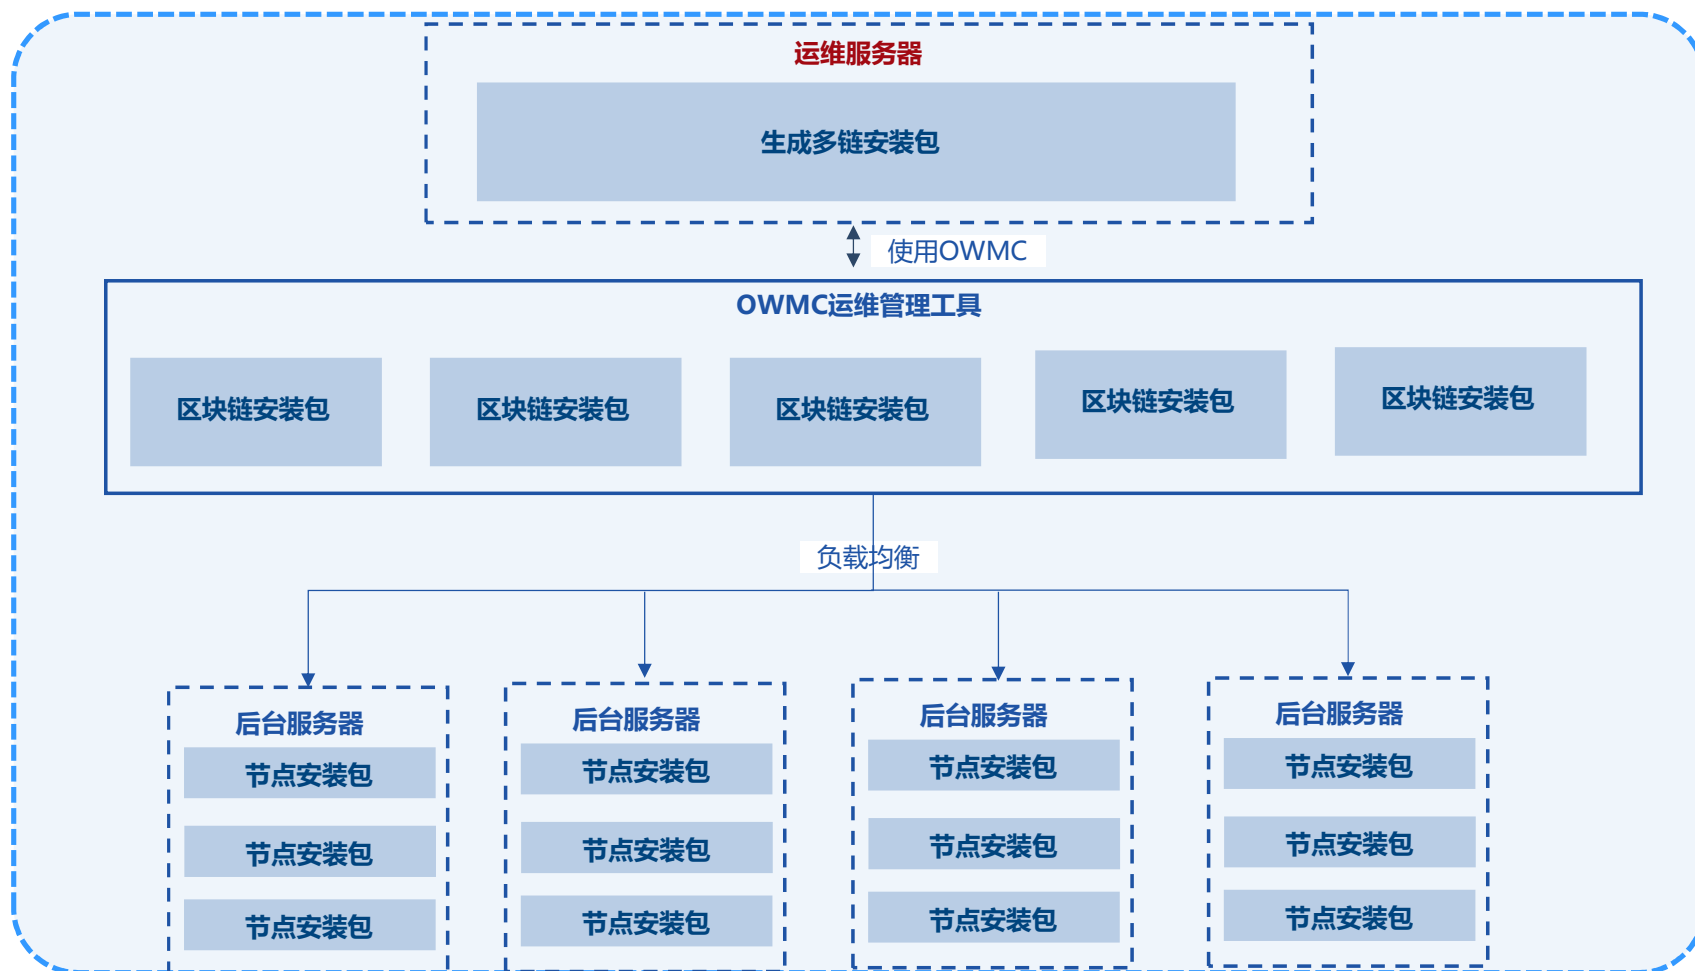 运维服务器
生成多链安装包
使用OWMC
OWMC运维管理工具
区块链安装包
区块链安装包
区块链安装包
区块链安装包
区块链安装包
负载均衡
后台服务器
节点安装包
节点安装包
节点安装包
后台服务器
节点安装包
节点安装包
节点安装包
后台服务器
节点安装包
节点安装包
节点安装包
后台服务器
节点安装包
节点安装包
节点安装包